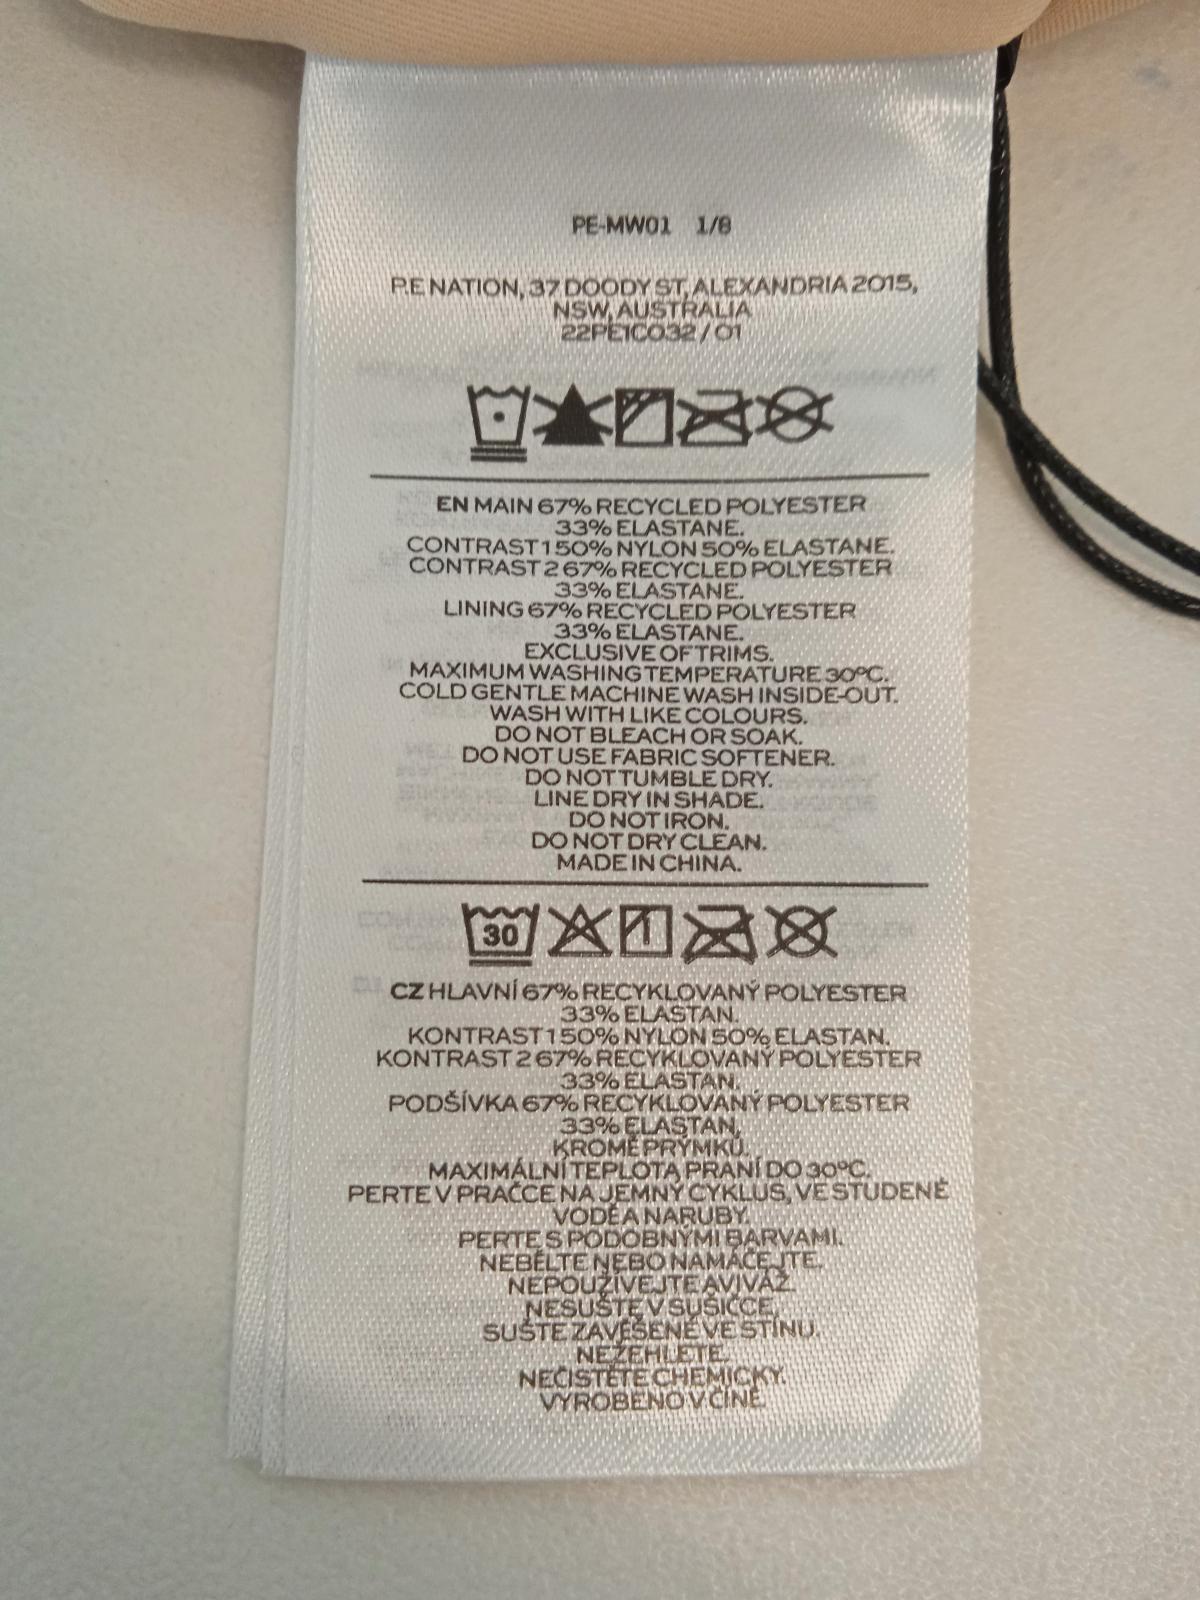 PE-MW01 1/8
P.E NATION, 37 DOODY ST, ALEXANDRIA 2015,
NSW, AUSTRALIA
22PE1C032 / 01
EN MAIN 67% RECYCLED POLYESTER
33% ELASTANE.
CONTRAST 1 50% NYLON 50% ELASTANE.
CONTRAST 2 67% RECYCLED POLYESTER
33% ELASTANE.
LINING 67% RECYCLED POLYESTER
33% ELASTANE.
EXCLUSIVE OF TRIMS.
MAXIMUM WASHING TEMPERATURE 30ºC.
COLD GENTLE MACHINE WASH INSIDE-OUT.
WASH WITH LIKE COLOURS.
DO NOT BLEACH OR SOAK.
DO NOT USE FABRIC SOFTENER.
DO NOT TUMBLE DRY.
LINE DRY IN SHADE.
DO NOT IRON.
DO NOT DRY CLEAN.
MADE IN CHINA.
30
CZ HLAVNÍ 67% RECYKLOVANÝ POLYESTER
33% ELASTAN.
KONTRAST 1 50% NYLON 50% ELASTAN.
KONTRAST 2 67% RECYKLOVANÝ POLYESTER
33% ELASTAN.
PODŠÍVKA 67% RECYKLOVANÝ POLYESTER
33% ELASTAN.
KROMĚ PRÝMKŮ.
MAXIMÁLNÍ TEPLOTA PRANÍ DO 30ºC.
PERTE V PRAČCE NA JEMNÝ CYKLUS, VE STUDENÉ
VODĚ A NARUBY.
PERTE S PODOBNÝMI BARVAMI.
NEBĚLTE NEBO NAMÁČEJTE.
NEPOUŽÍVEJTE AVIVÁŽ.
NESUŠTE V SUŠIČCE.
SUŠTE ZAVĚŠENÉ VE STÍNU.
NEŽEHLETE.
NEČISTĚTE CHEMICKY.
VYROBENO V ČÍNĚ.